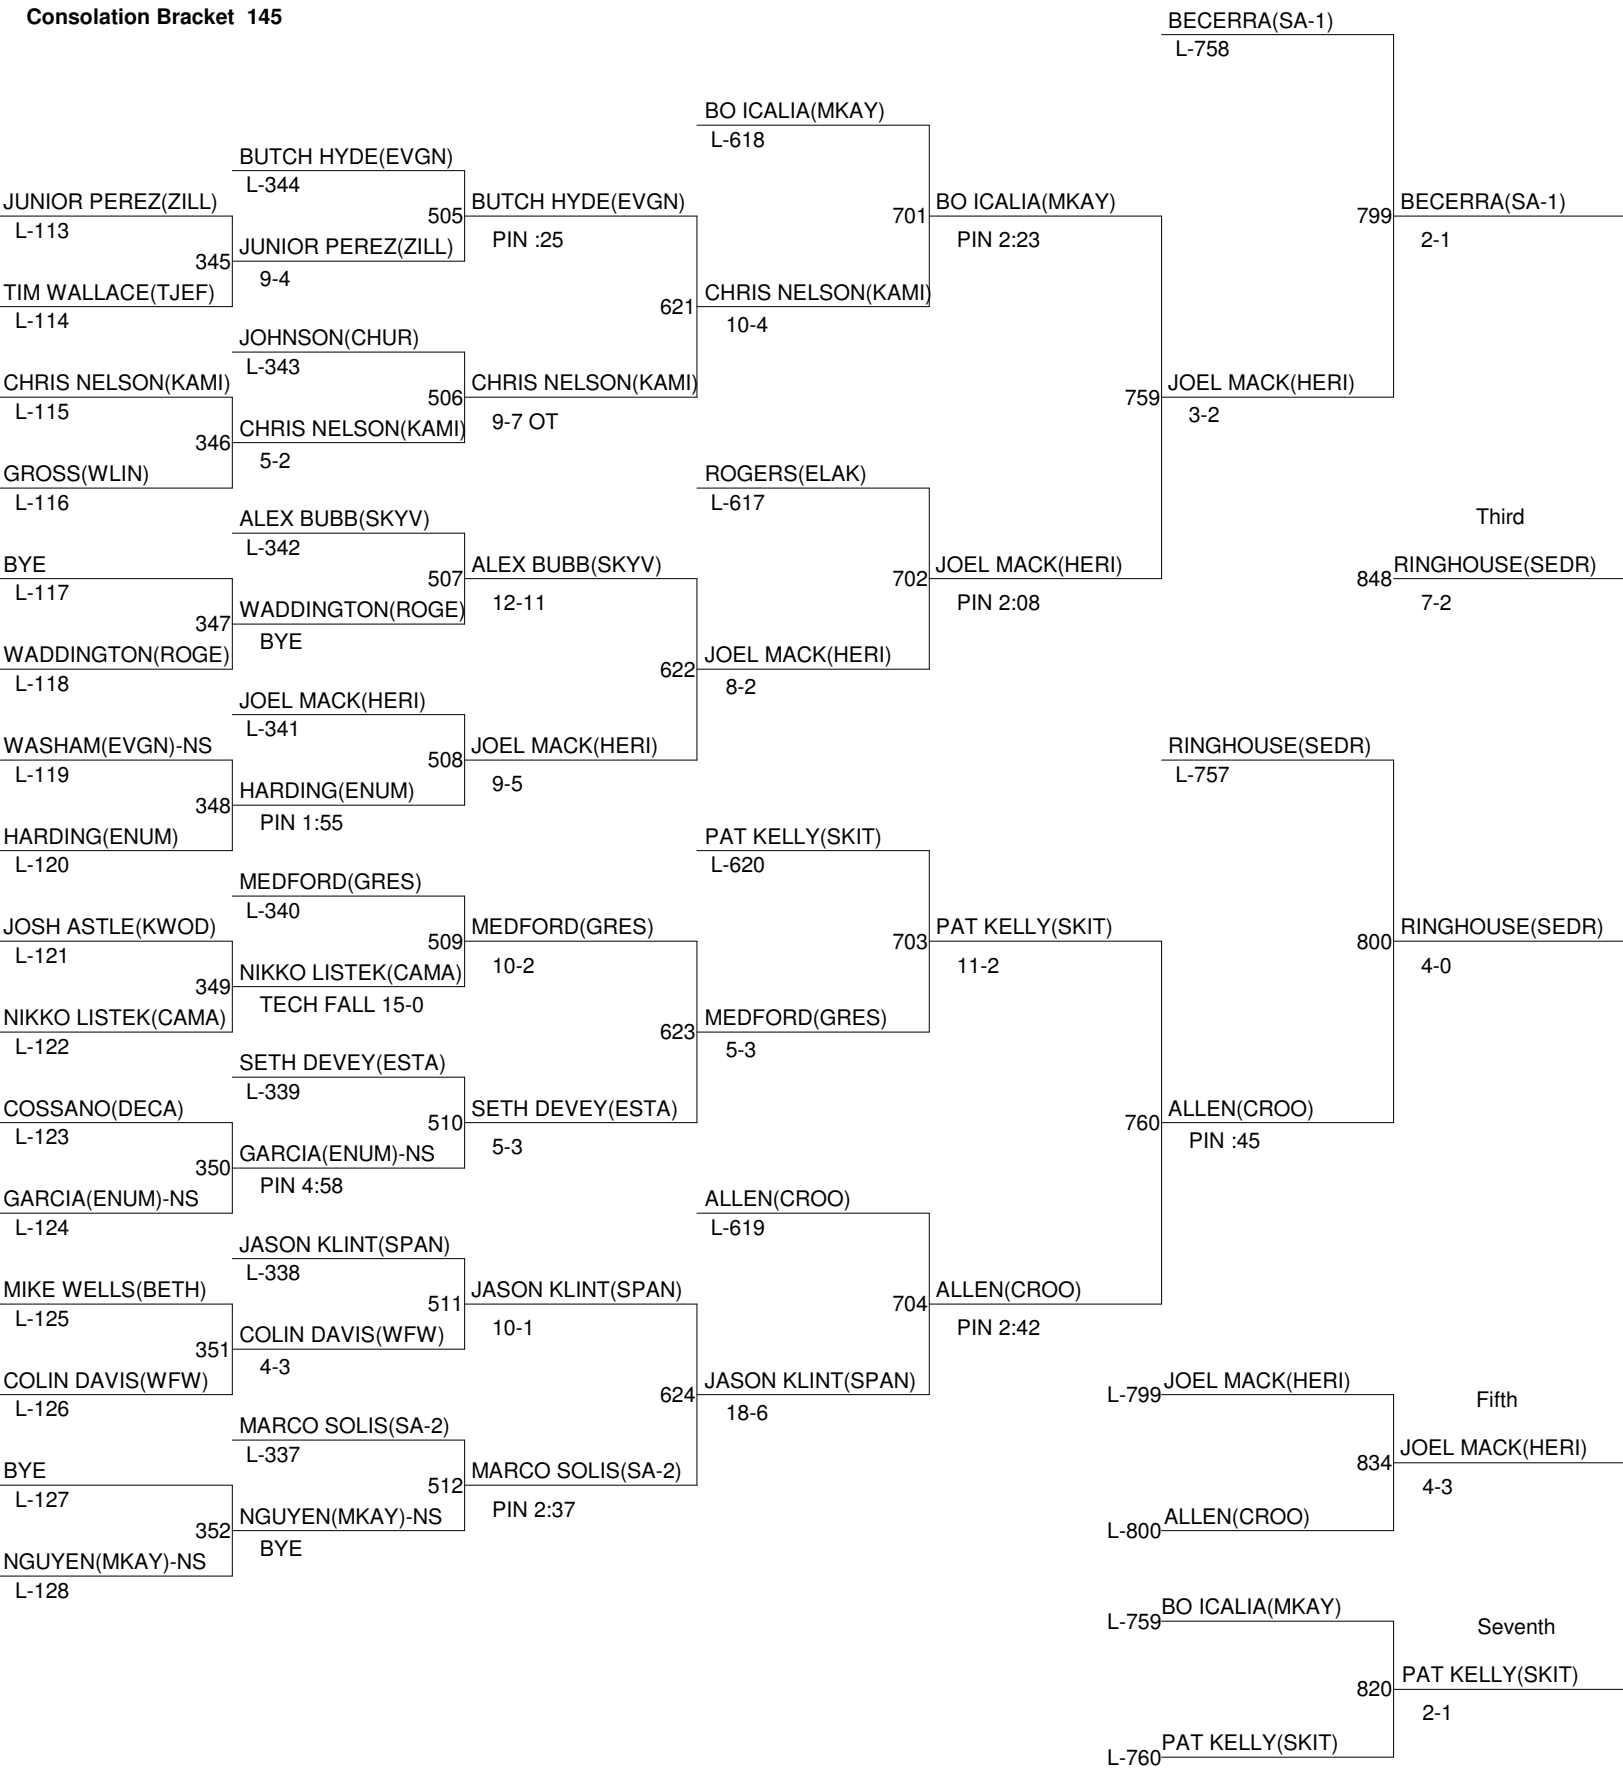 Consolation Bracket 145
JUNIOR PEREZ(ZILL)
L-113
TIM WALLACE(TJEF)
L-114
CHRIS NELSON(KAMI)
L-115
GROSS(WLIN)
L-116
BYE
L-117
WADDINGTON(ROGE)
L-118
WASHAM(EVGN)-NS
L-119
HARDING(ENUM)
L-120
JOSH ASTLE(KWOD)
L-121
NIKKO LISTEK(CAMA)
L-122
COSSANO(DECA)
L-123
GARCIA(ENUM)-NS
L-124
MIKE WELLS(BETH)
L-125
COLIN DAVIS(WFW)
L-126
BYE
L-127
NGUYEN(MKAY)-NS
L-128
BUTCH HYDE(EVGN)
L-344
345
JUNIOR PEREZ(ZILL)
9-4
JOHNSON(CHUR)
L-343
346
CHRIS NELSON(KAMI)
5-2
ALEX BUBB(SKYV)
L-342
347
WADDINGTON(ROGE)
BYE
JOEL MACK(HERI)
L-341
348
HARDING(ENUM)
PIN 1:55
MEDFORD(GRES)
L-340
349
NIKKO LISTEK(CAMA)
TECH FALL 15-0
SETH DEVEY(ESTA)
L-339
350
GARCIA(ENUM)-NS
PIN 4:58
JASON KLINT(SPAN)
L-338
351
COLIN DAVIS(WFW)
4-3
MARCO SOLIS(SA-2)
L-337
352
NGUYEN(MKAY)-NS
BYE
505
BUTCH HYDE(EVGN)
PIN :25
506
CHRIS NELSON(KAMI)
9-7 OT
507
ALEX BUBB(SKYV)
12-11
508
JOEL MACK(HERI)
9-5
509
MEDFORD(GRES)
10-2
510
SETH DEVEY(ESTA)
5-3
511
JASON KLINT(SPAN)
10-1
512
MARCO SOLIS(SA-2)
PIN 2:37
BO ICALIA(MKAY)
L-618
621
CHRIS NELSON(KAMI)
10-4
ROGERS(ELAK)
L-617
622
JOEL MACK(HERI)
8-2
PAT KELLY(SKIT)
L-620
623
MEDFORD(GRES)
5-3
ALLEN(CROO)
L-619
624
JASON KLINT(SPAN)
18-6
701
BO ICALIA(MKAY)
PIN 2:23
702
JOEL MACK(HERI)
PIN 2:08
703
PAT KELLY(SKIT)
11-2
704
ALLEN(CROO)
PIN 2:42
BECERRA(SA-1)
L-758
759
JOEL MACK(HERI)
3-2
RINGHOUSE(SEDR)
L-757
760
ALLEN(CROO)
PIN :45
799
BECERRA(SA-1)
2-1
Third
848
RINGHOUSE(SEDR)
7-2
800
RINGHOUSE(SEDR)
4-0
L-799
JOEL MACK(HERI)
Fifth
834
JOEL MACK(HERI)
4-3
L-800
ALLEN(CROO)
L-759
BO ICALIA(MKAY)
Seventh
820
PAT KELLY(SKIT)
2-1
L-760
PAT KELLY(SKIT)